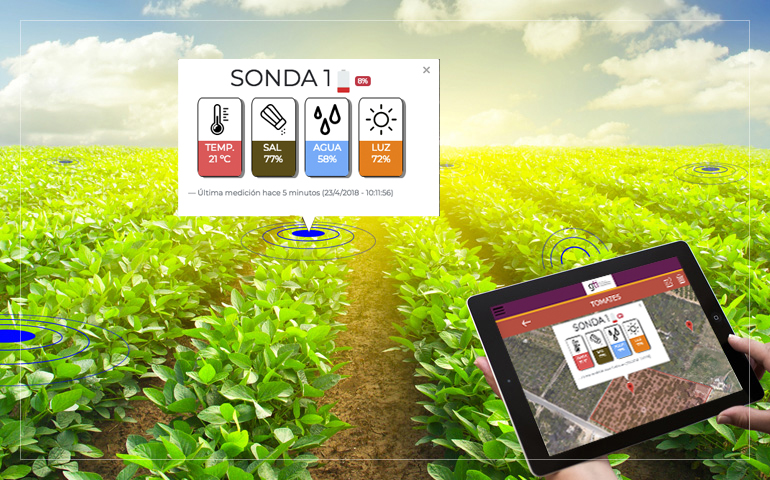 SONDA 1 8%
TEMP. SAL AGUA LUZ
21 ºC 77% 58% 72%
— Última medición hace 5 minutos (23/4/2018 - 10:11:56)
gti
TOMATES
SONDA 1